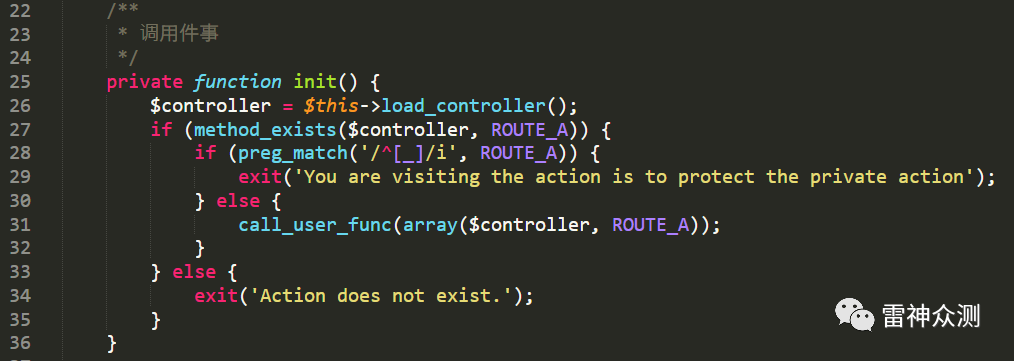 22 /**
23 * 调用件事
24 */
25 private function init() {
26 $controller = $this->load_controller();
27 if (method_exists($controller, ROUTE_A)) {
28 if (preg_match('/^[_]/i', ROUTE_A)) {
29 exit('You are visiting the action is to protect the private action');
30 } else {
31 call_user_func(array($controller, ROUTE_A));
32 }
33 } else {
34 exit('Action does not exist.');
35 }
36 }
雷神众测